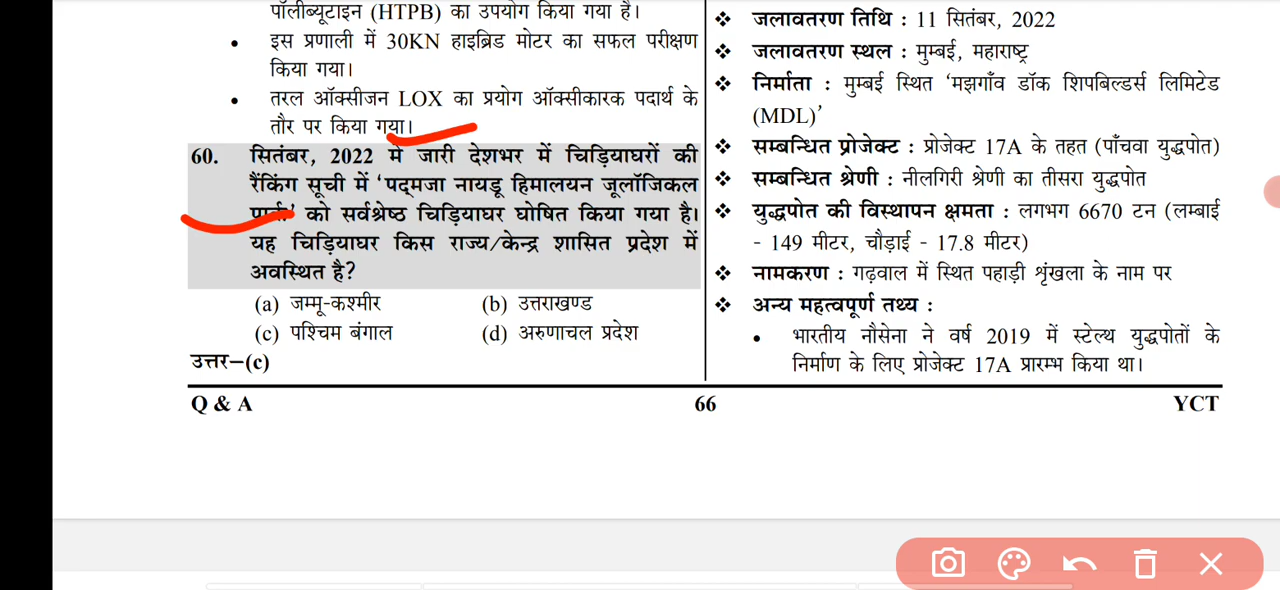 पॉलीब्यूटाइन (HTPB) का उपयोग किया गया है।
• इस प्रणाली में 30KN हाइब्रिड मोटर का सफल परीक्षण
किया गया।
• तरल ऑक्सीजन LOX का प्रयोग ऑक्सीकारक पदार्थ के
तौर पर किया गया।
60. सितंबर, 2022 में जारी देशभर में चिड़ियाघरों की
रैंकिंग सूची में 'पद्मजा नायडू हिमालयन जूलॉजिकल
पार्क' को सर्वश्रेष्ठ चिड़ियाघर घोषित किया गया है।
यह चिड़ियाघर किस राज्य/केन्द्र शासित प्रदेश में
अवस्थित है?
(a) जम्मू-कश्मीर (b) उत्तराखण्ड
(c) पश्चिम बंगाल (d) अरुणाचल प्रदेश
उत्तर–(c)
❖ जलावतरण तिथि : 11 सितंबर, 2022
❖ जलावतरण स्थल : मुम्बई, महाराष्ट्र
❖ निर्माता : मुम्बई स्थित 'मझगाँव डॉक शिपबिल्डर्स लिमिटेड
(MDL)'
❖ सम्बन्धित प्रोजेक्ट : प्रोजेक्ट 17A के तहत (पाँचवा युद्धपोत)
❖ सम्बन्धित श्रेणी : नीलगिरी श्रेणी का तीसरा युद्धपोत
❖ युद्धपोत की विस्थापन क्षमता : लगभग 6670 टन (लम्बाई
- 149 मीटर, चौड़ाई - 17.8 मीटर)
❖ नामकरण : गढ़वाल में स्थित पहाड़ी शृंखला के नाम पर
❖ अन्य महत्वपूर्ण तथ्य :
• भारतीय नौसेना ने वर्ष 2019 में स्टेल्थ युद्धपोतों के
निर्माण के लिए प्रोजेक्ट 17A प्रारम्भ किया था।
Q & A 66 YCT